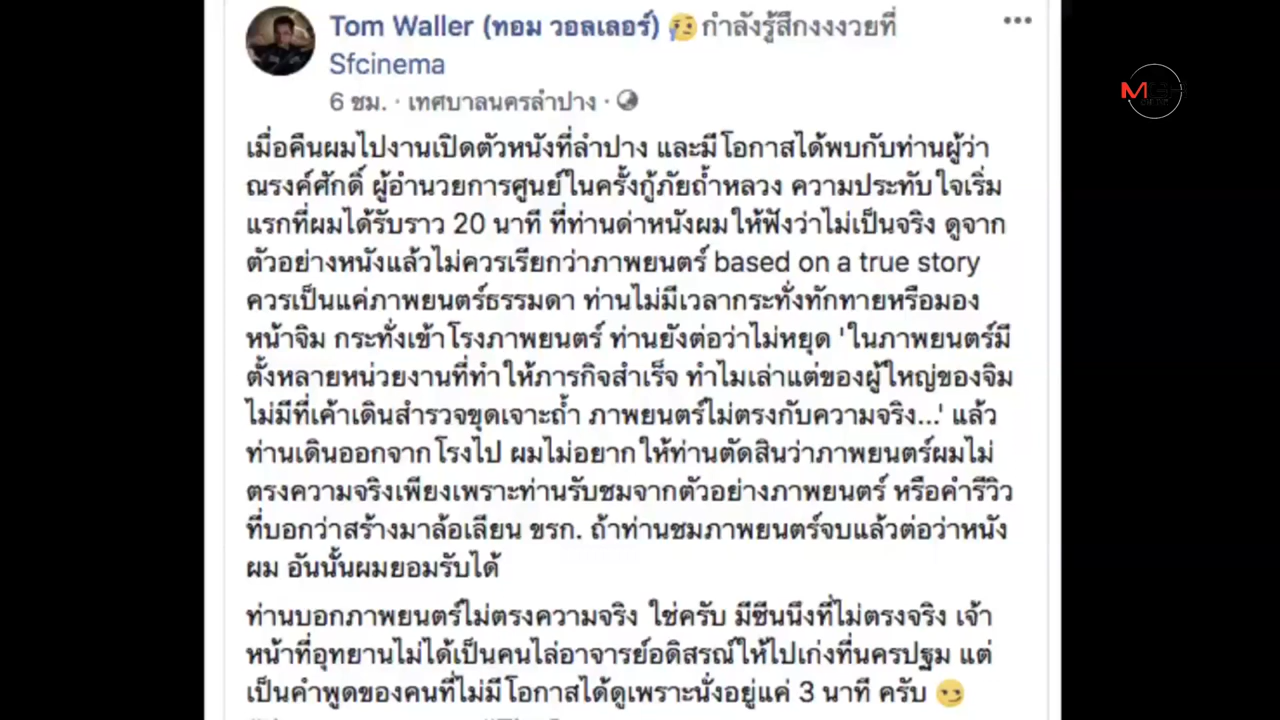 Tom Waller (ทอม วอลเลอร์) 😢 กำลังรู้สึกงงงวยที่
Sfcinema
6 ชม. · เทศบาลนครลำปาง ·
เมื่อคืนผมไปงานเปิดตัวหนังที่ลำปาง และมีโอกาสได้พบกับท่านผู้ว่า
ณรงค์ศักดิ์ ผู้อำนวยการศูนย์ในครั้งกู้ภัยถ้ำหลวง ความประทับใจเริ่ม
แรกที่ผมได้รับราว 20 นาที ที่ท่านด่าหนังผมให้ฟังว่าไม่เป็นจริง ดูจาก
ตัวอย่างหนังแล้วไม่ควรเรียกว่าภาพยนตร์ based on a true story
ควรเป็นแค่ภาพยนตร์ธรรมดา ท่านไม่มีเวลากระทั่งทักทายหรือมอง
หน้าจิม กระทั่งเข้าโรงภาพยนตร์ ท่านยังต่อว่าไม่หยุด 'ในภาพยนตร์มี
ตั้งหลายหน่วยงานที่ทำให้ภารกิจสำเร็จ ทำไมเล่าแต่ของผู้ใหญ่ของจิม
ไม่มีที่เค้าเดินสำรวจขุดเจาะถ้ำ ภาพยนตร์ไม่ตรงกับความจริง...' แล้ว
ท่านเดินออกจากโรงไป ผมไม่อยากให้ท่านตัดสินว่าภาพยนตร์ผมไม่
ตรงความจริงเพียงเพราะท่านรับชมจากตัวอย่างภาพยนตร์ หรือคำรีวิว
ที่บอกว่าสร้างมาล้อเลียน ขรก. ถ้าท่านชมภาพยนตร์จบแล้วต่อว่าหนัง
ผม อันนั้นผมยอมรับได้
ท่านบอกภาพยนตร์ไม่ตรงความจริง ใช่ครับ มีซีนนึงที่ไม่ตรงจริง เจ้า
หน้าที่อุทยานไม่ได้เป็นคนไล่อาจารย์อดิสรณ์ให้ไปเก่งที่นครปฐม แต่
เป็นคำพูดของคนที่ไม่มีโอกาสได้ดูเพราะนั่งอยู่แค่ 3 นาที ครับ 😏